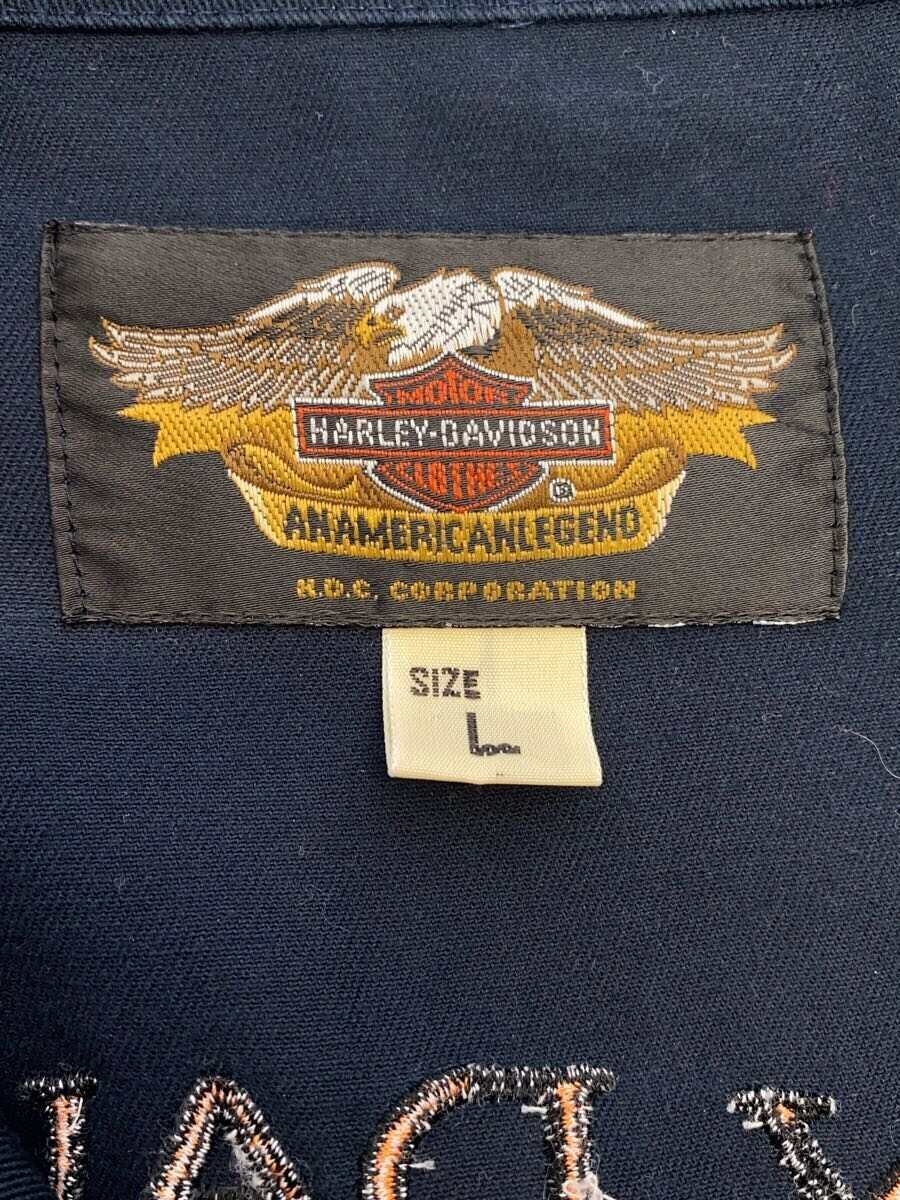 MOTOR
HARLEY-DAVIDSON
CLOTHES
®
AN AMERICAN LEGEND
H.D.C. CORPORATION
SIZE
L